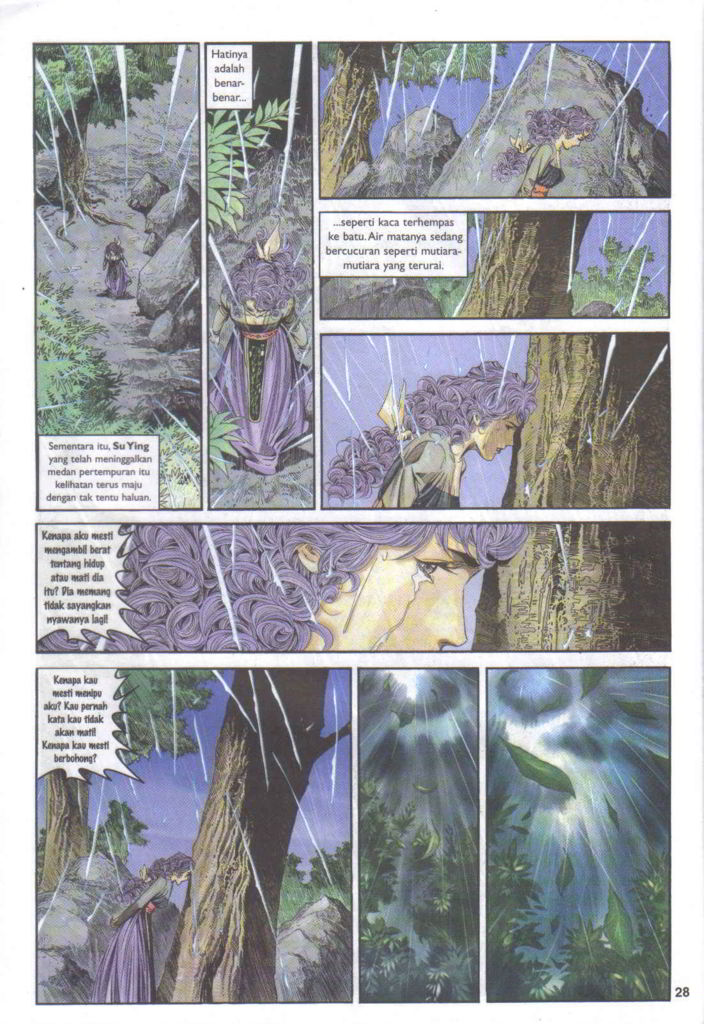 Sementara itu, Su Ying
yang telah meninggalkan
medan pertempuran itu
kelihatan terus maju
dengan tak tentu haluan.
Hatinya
adalah
benar-
benar...
...seperti kaca terhempas
ke batu. Air matanya sedang
bercucuran seperti mutiara-
mutiara yang terurai.
Kenapa aku mesti
mengambil berat
tentang hidup
atau mati dia
itu? Dia memang
tidak sayangkan
nyawanya lagi!
Kenapa kau
mesti menipu
aku? Kau pernah
kata kau tidak
akan mati!
Kenapa kau mesti
berbohong?
28